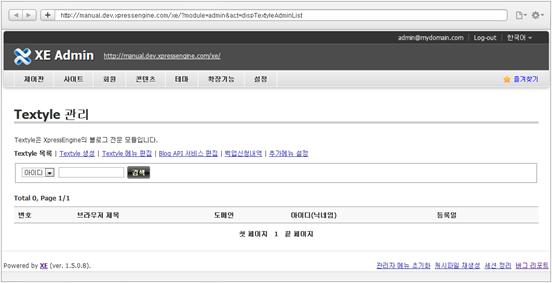 http://manual.dev.xpressengine.com/xe/?module=admin&act=dispTextyleAdminList
admin@mydomain.com | Log-out | 한국어
XE Admin http://manual.dev.xpressengine.com/xe/
제어판 사이트 회원 콘텐츠 테마 확장기능 설정 즐겨찾기
Textyle 관리
Textyle은 XpressEngine의 블로그 전문 모듈입니다.
Textyle 목록 | Textyle 생성 | Textyle 메뉴 편집 | Blog API 서비스 편집 | 백업신청내역 | 추가메뉴 설정
아이디 검색
Total 0, Page 1/1
번호 브라우저 제목 도메인 아이디(닉네임) 등록일
첫 페이지 1 끝 페이지
Powered by XE (ver. 1.5.0.8). 관리자 메뉴 초기화 캐시파일 재생성 세션 정리 버그 리포트